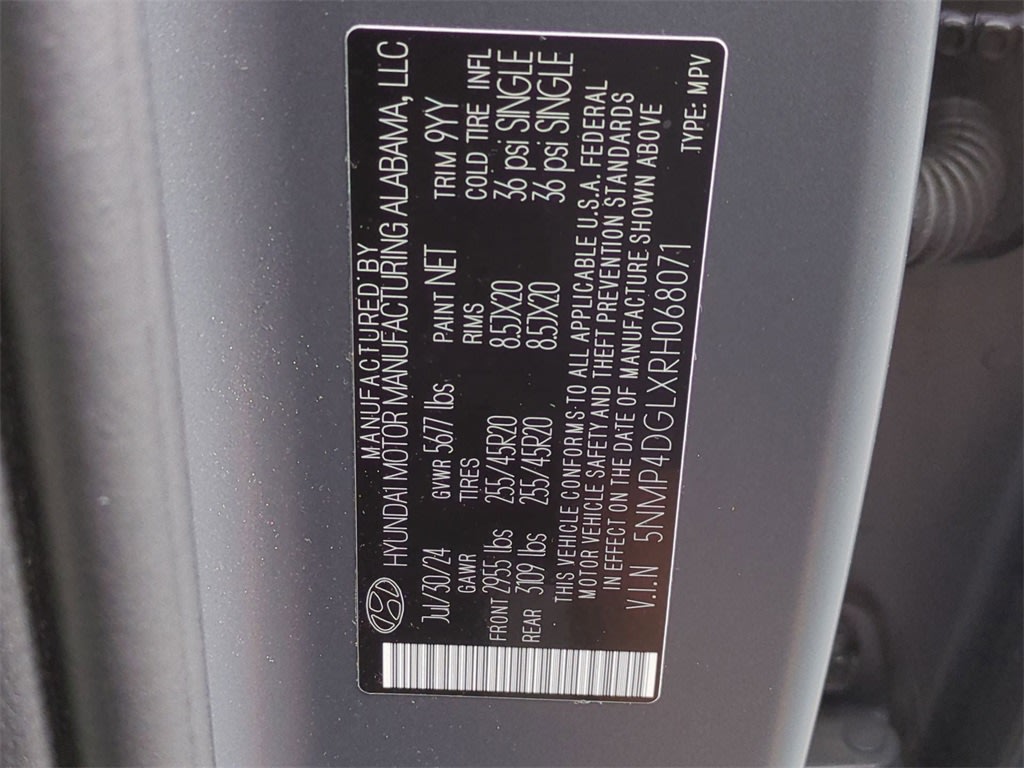 MANUFACTURED BY
HYUNDAI MOTOR MANUFACTURING ALABAMA, LLC
Jul/30/24 GVWR 5677 lbs PAINT NET TRIM 9YY
GAWR TIRES RIMS COLD TIRE INFL
FRONT 2955 lbs 255/45R20 8.5JX20 36 psi SINGLE
REAR 3109 lbs 255/45R20 8.5JX20 36 psi SINGLE
THIS VEHICLE CONFORMS TO ALL APPLICABLE U.S.A. FEDERAL
MOTOR VEHICLE SAFETY AND THEFT PREVENTION STANDARDS
IN EFFECT ON THE DATE OF MANUFACTURE SHOWN ABOVE
V.I.N 5NMP4DGLXRH068071
TYPE: MPV